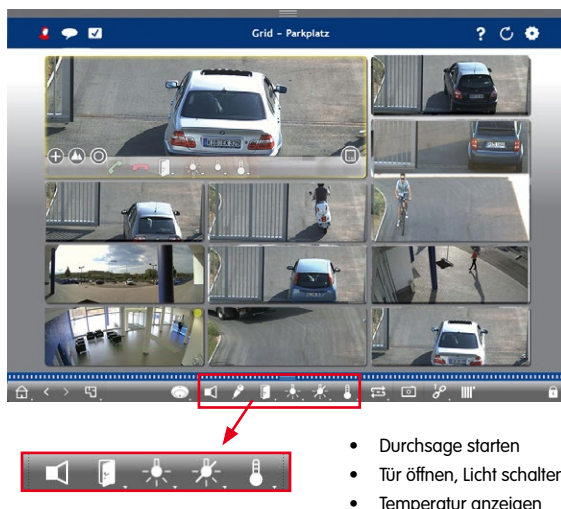 Grid – Parkplatz
?
• Durchsage starten
• Tür öffnen, Licht schalten
• Temperatur anzeigen